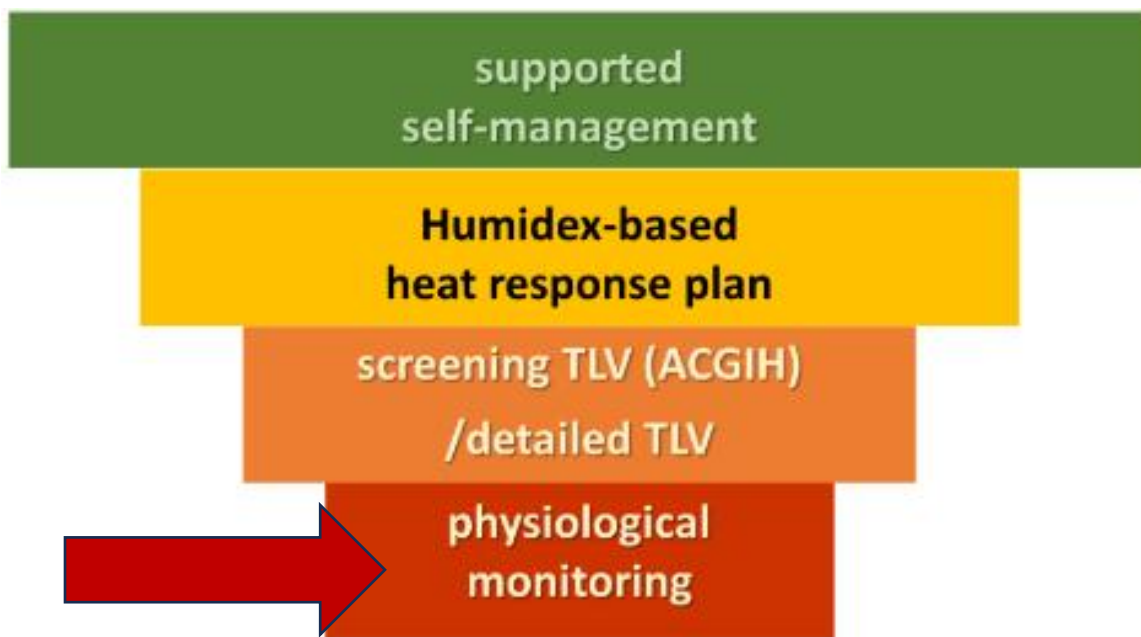 supported
self-management
Humidex-based
heat response plan
screening TLV (ACGIH)
/detailed TLV
physiological
monitoring